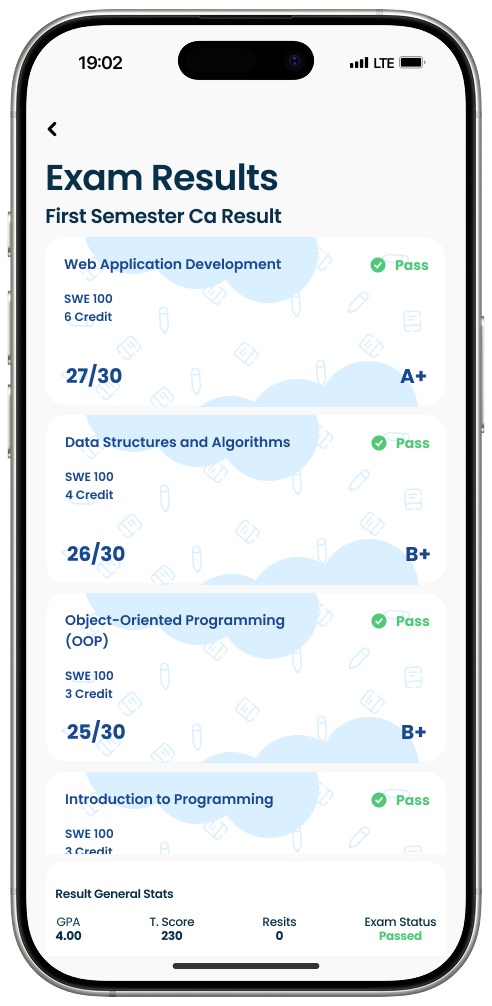 19:02
LTE
Exam Results
First Semester Ca Result
Web Application Development
Pass
SWE 100
6 Credit
27/30
A+
Data Structures and Algorithms
Pass
SWE 100
4 Credit
26/30
B+
Object-Oriented Programming
(OOP)
Pass
SWE 100
3 Credit
25/30
B+
Introduction to Programming
Pass
SWE 100
3 Credit
Result General Stats
GPA T. Score Resits Exam Status
4.00 230 0 Passed